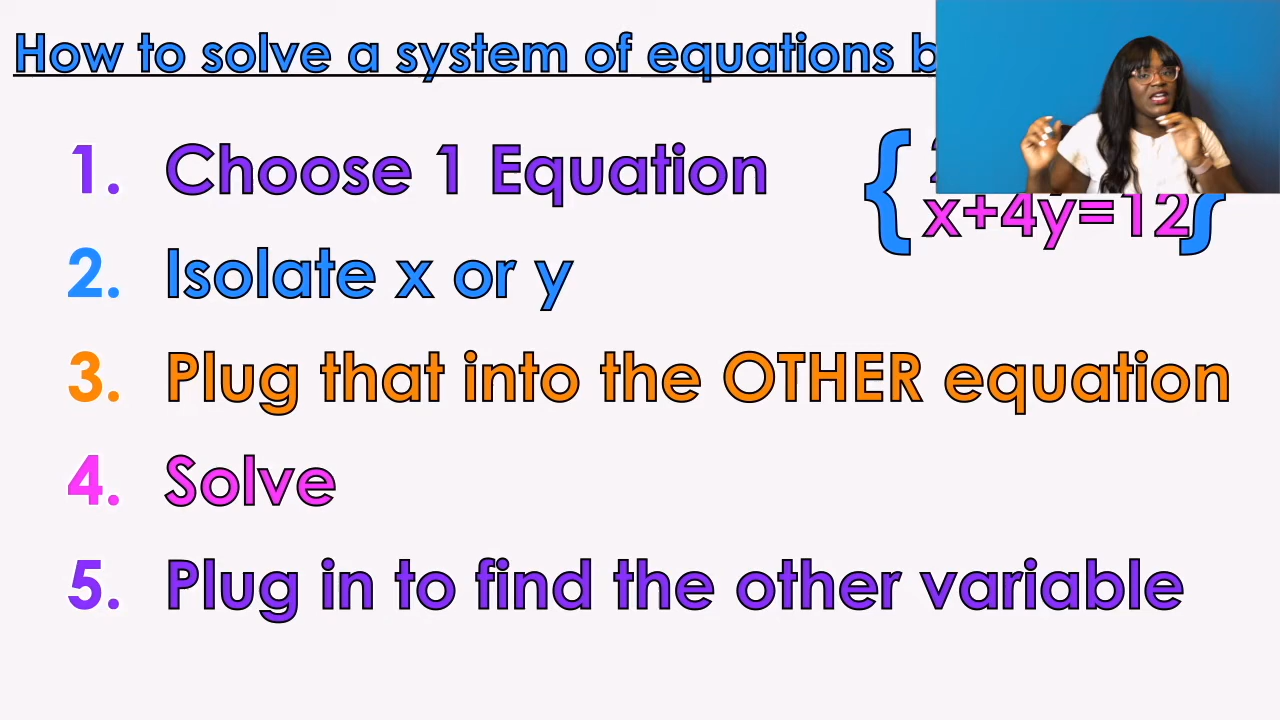 How to solve a system of equations
1. Choose 1 Equation
x+4y=12
2. Isolate x or y
3. Plug that into the OTHER equation
4. Solve
5. Plug in to find the other variable